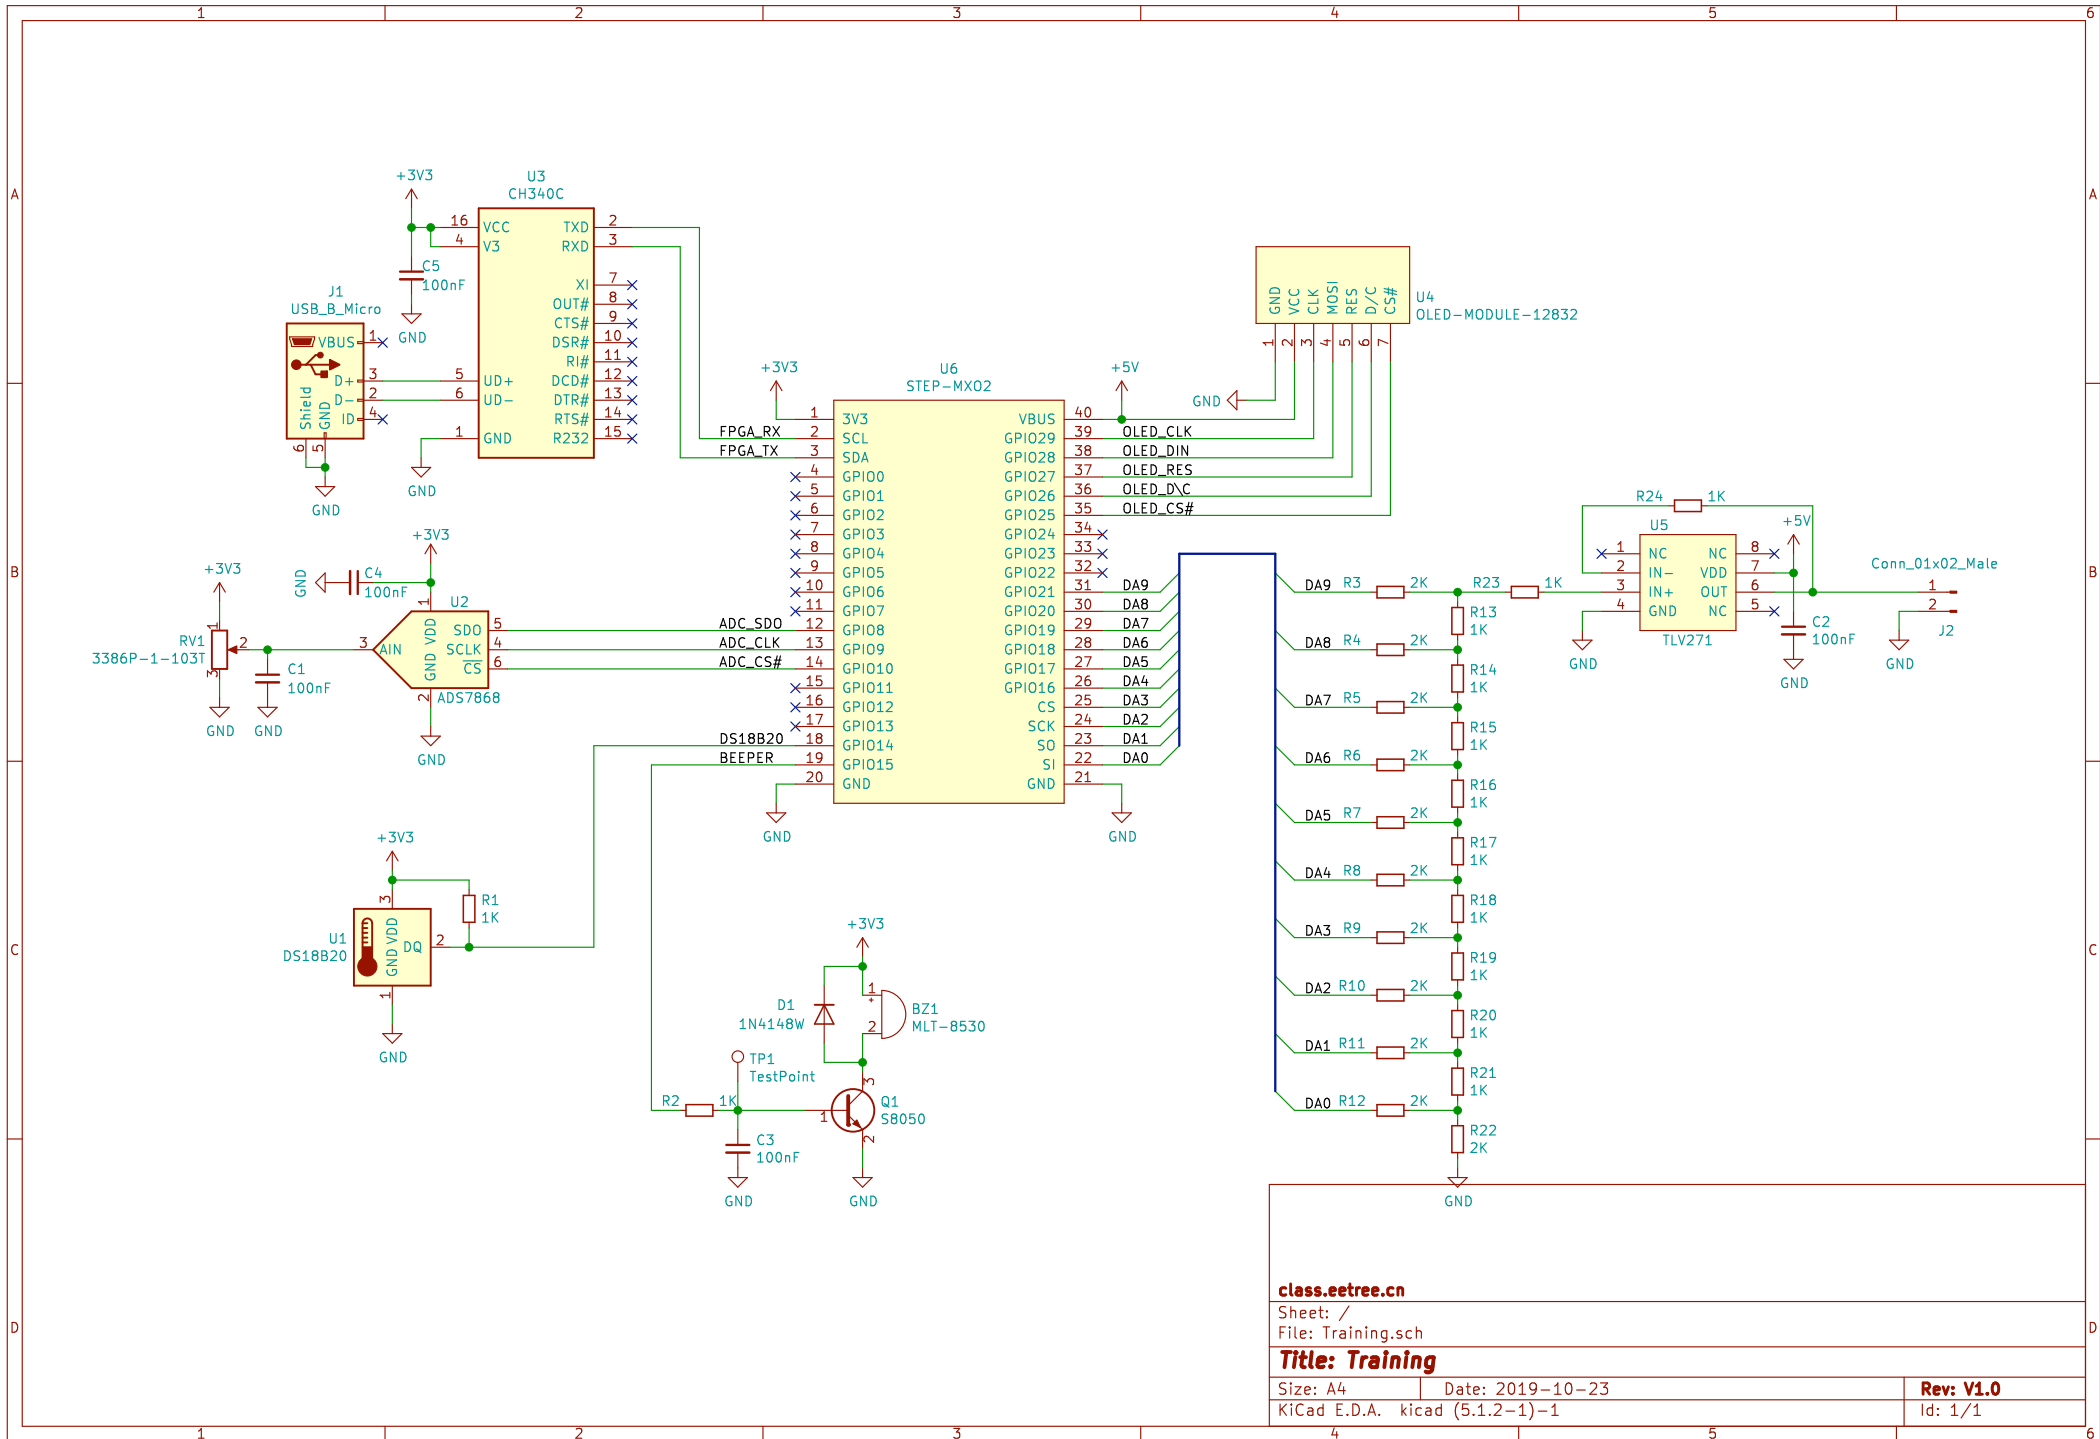 1 2 3 4 5 6
A
B
C
D
A
B
C
D
1 2 3 4 5 6
+3V3
U3
CH340C
16 VCC TXD 2
4 V3 RXD 3
C5
100nF
GND
XI 7
OUT# 8
CTS# 9
DSR# 10
RI# 11
5 UD+ DCD# 12
6 UD- DTR# 13
RTS# 14
1 GND R232 15
GND
J1
USB_B_Micro
VBUS 1
D+ 3
D- 2
ID 4
Shield
GND
6 5
GND
GND VCC CLK MOSI RES D/C CS#
1 2 3 4 5 6 7
U4
OLED-MODULE-12832
GND
+3V3
U6
STEP-MXO2
+5V
1 3V3 VBUS 40
FPGA_RX 2 SCL GPIO29 39 OLED_CLK
FPGA_TX 3 SDA GPIO28 38 OLED_DIN
4 GPIO0 GPIO27 37 OLED_RES
5 GPIO1 GPIO26 36 OLED_D\C
6 GPIO2 GPIO25 35 OLED_CS#
7 GPIO3 GPIO24 34
8 GPIO4 GPIO23 33
9 GPIO5 GPIO22 32
10 GPIO6 GPIO21 31 DA9
11 GPIO7 GPIO20 30 DA8
ADC_SDO 12 GPIO8 GPIO19 29 DA7
ADC_CLK 13 GPIO9 GPIO18 28 DA6
ADC_CS# 14 GPIO10 GPIO17 27 DA5
15 GPIO11 GPIO16 26 DA4
16 GPIO12 CS 25 DA3
17 GPIO13 SCK 24 DA2
DS18B20 18 GPIO14 SO 23 DA1
BEEPER 19 GPIO15 SI 22 DA0
20 GND GND 21
GND
GND
+3V3
GND
C4
100nF
U2
1
3 AIN
GND VDD
SDO 5
SCLK 4
CS 6
2
ADS7868
GND
+3V3
RV1
3386P-1-103T
1
2
3
C1
100nF
GND
GND
+3V3
3
R1
1K
U1
DS18B20
GND VDD
DQ 2
1
GND
+3V3
D1
1N4148W
1
+
2
BZ1
MLT-8530
TP1
TestPoint
R2 1K
1
3
2
Q1
S8050
C3
100nF
GND
GND
DA9 R3 2K
R23 1K
R13
1K
DA8 R4 2K
R14
1K
DA7 R5 2K
R15
1K
DA6 R6 2K
R16
1K
DA5 R7 2K
R17
1K
DA4 R8 2K
R18
1K
DA3 R9 2K
R19
1K
DA2 R10 2K
R20
1K
DA1 R11 2K
R21
1K
DA0 R12 2K
R22
2K
GND
R24 1K
U5
+5V
1 NC NC 8
2 IN- VDD 7
3 IN+ OUT 6
4 GND NC 5
TLV271
GND
C2
100nF
GND
Conn_01x02_Male
1
2
J2
GND
class.eetree.cn
Sheet: /
File: Training.sch
Title: Training
Size: A4 Date: 2019-10-23 Rev: V1.0
KiCad E.D.A. kicad (5.1.2-1)-1 Id: 1/1